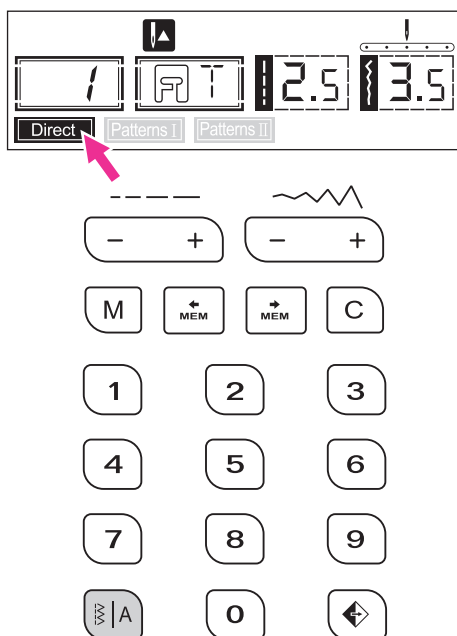 1 A T 2.5 3.5
Direct Patterns I Patterns II
- + - +
M MEM MEM C
1 2 3
4 5 6
7 8 9
A 0